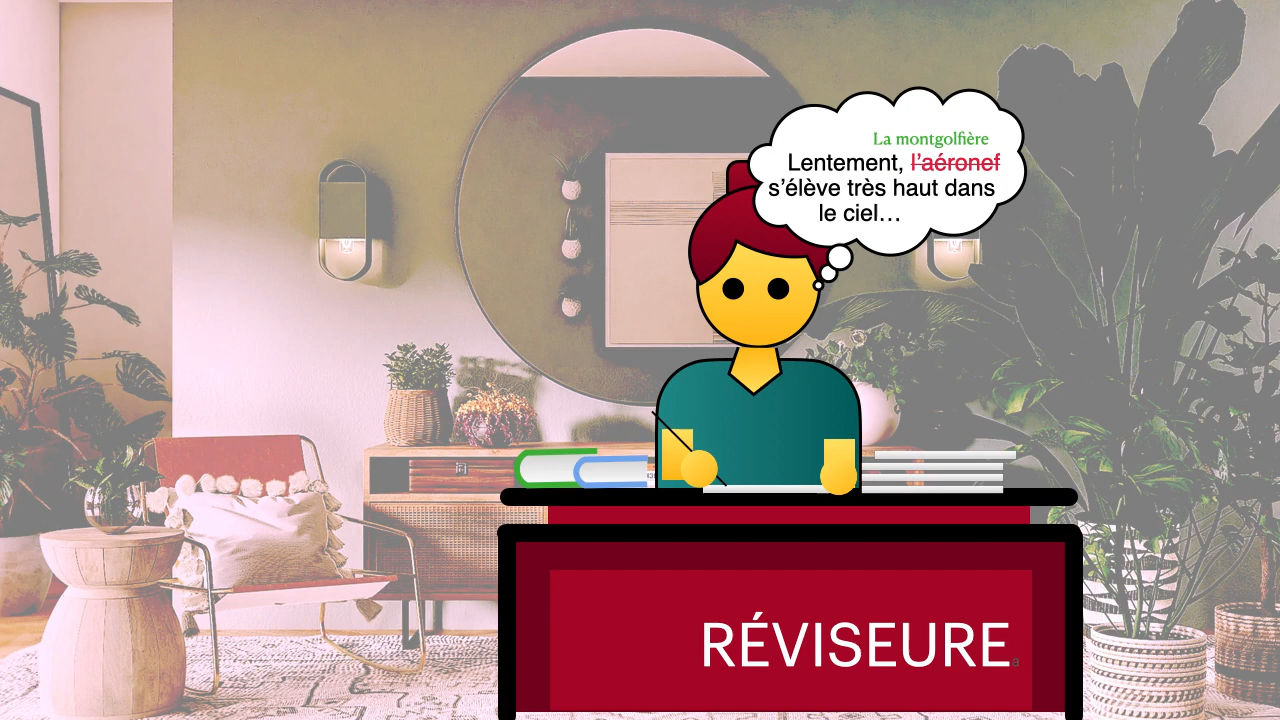 La montgolfière
Lentement, l’aéronef
s’élève très haut dans
le ciel…
RÉVISEURE
a